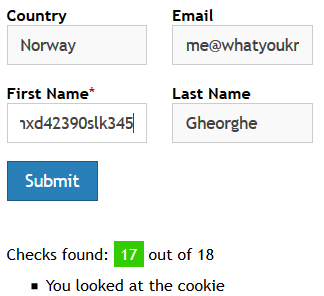 Country Email
Norway me@whatyoukr
First Name* Last Name
xd42390slk345 Gheorghe
Submit
Checks found: 17 out of 18
You looked at the cookie